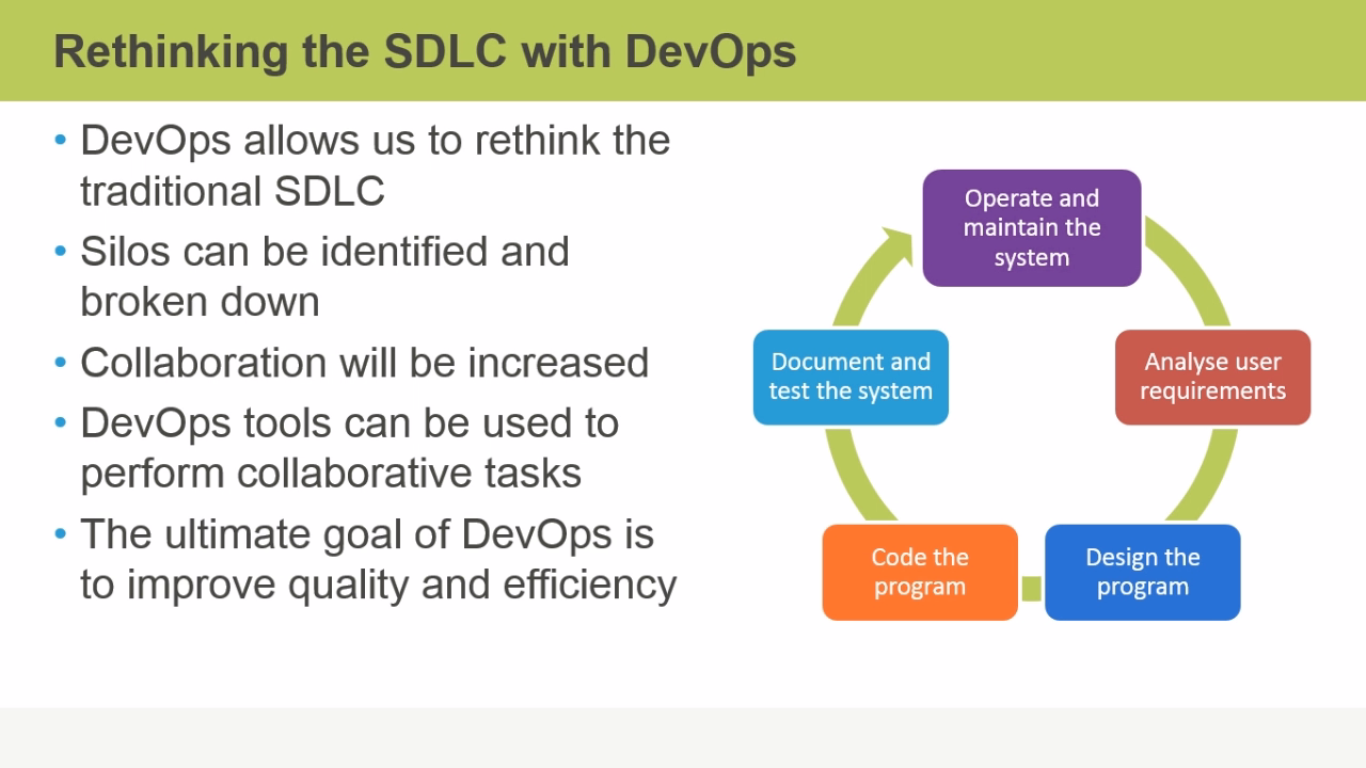 Rethinking the SDLC with DevOps
• DevOps allows us to rethink the
traditional SDLC
• Silos can be identified and
broken down
• Collaboration will be increased
• DevOps tools can be used to
perform collaborative tasks
• The ultimate goal of DevOps is
to improve quality and efficiency
Operate and
maintain the
system
Analyse user
requirements
Design the
program
Code the
program
Document and
test the system